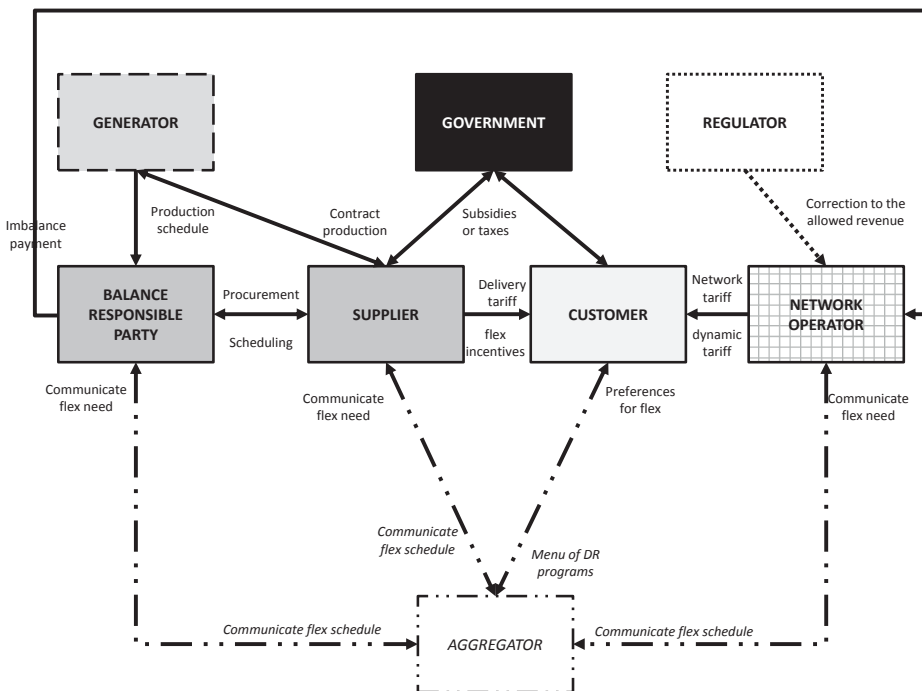 GENERATOR
GOVERNMENT
REGULATOR
Imbalance
payment
Production
schedule
Contract
production
Subsidies
or taxes
Correction to the
allowed revenue
BALANCE
RESPONSIBLE
PARTY
Procurement
Scheduling
SUPPLIER
Delivery
tariff
flex
incentives
CUSTOMER
Network
tariff
dynamic
tariff
NETWORK
OPERATOR
Communicate
flex need
Communicate
flex need
Preferences
for flex
Communicate
flex need
Communicate
flex schedule
Menu of DR
programs
Communicate flex schedule
AGGREGATOR
Communicate flex schedule